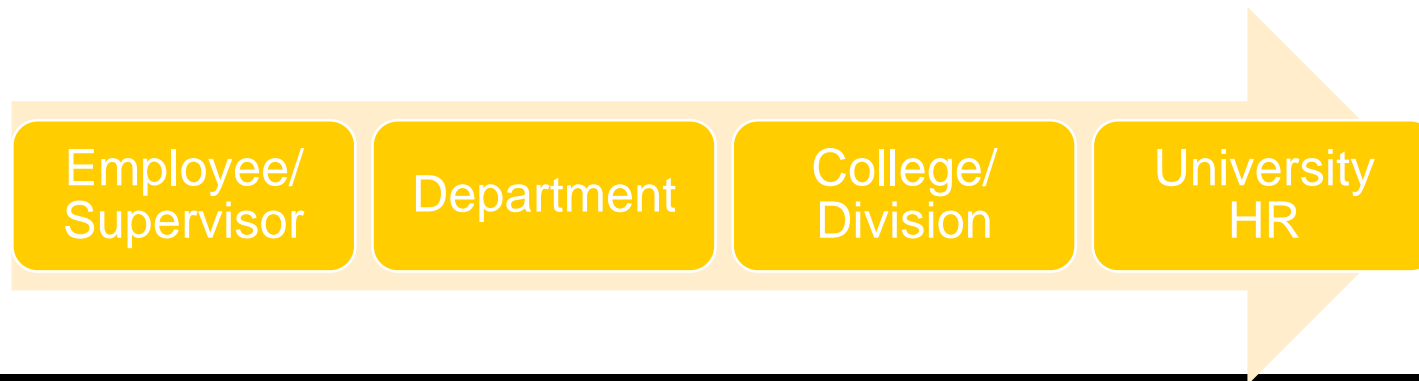 Employee/
Supervisor
Department
College/
Division
University
HR